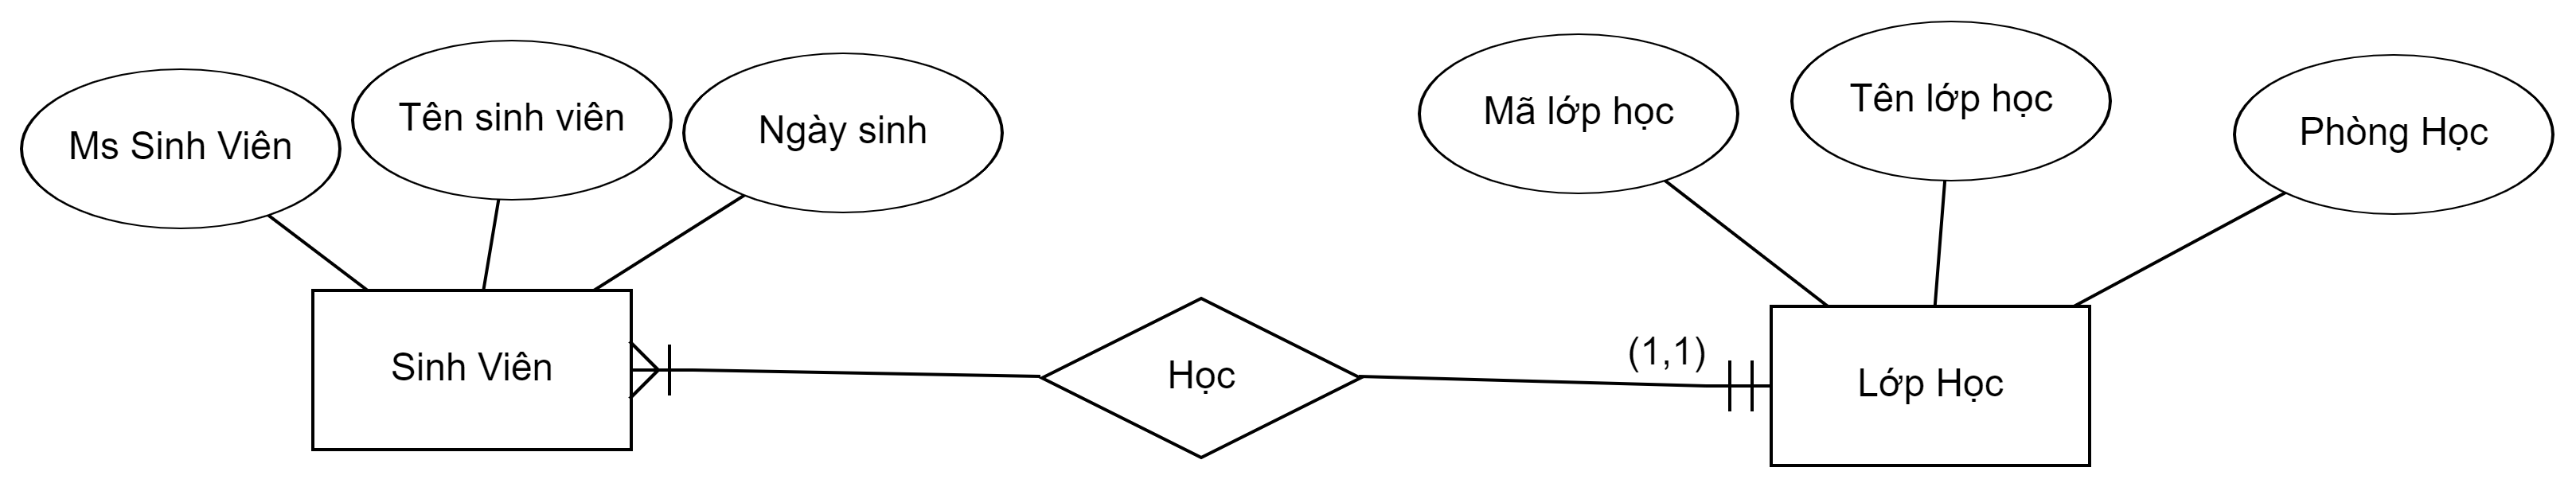 Ms Sinh Viên
Tên sinh viên
Ngày sinh
Mã lớp học
Tên lớp học
Phòng Học
Sinh Viên
Học
(1,1)
Lớp Học